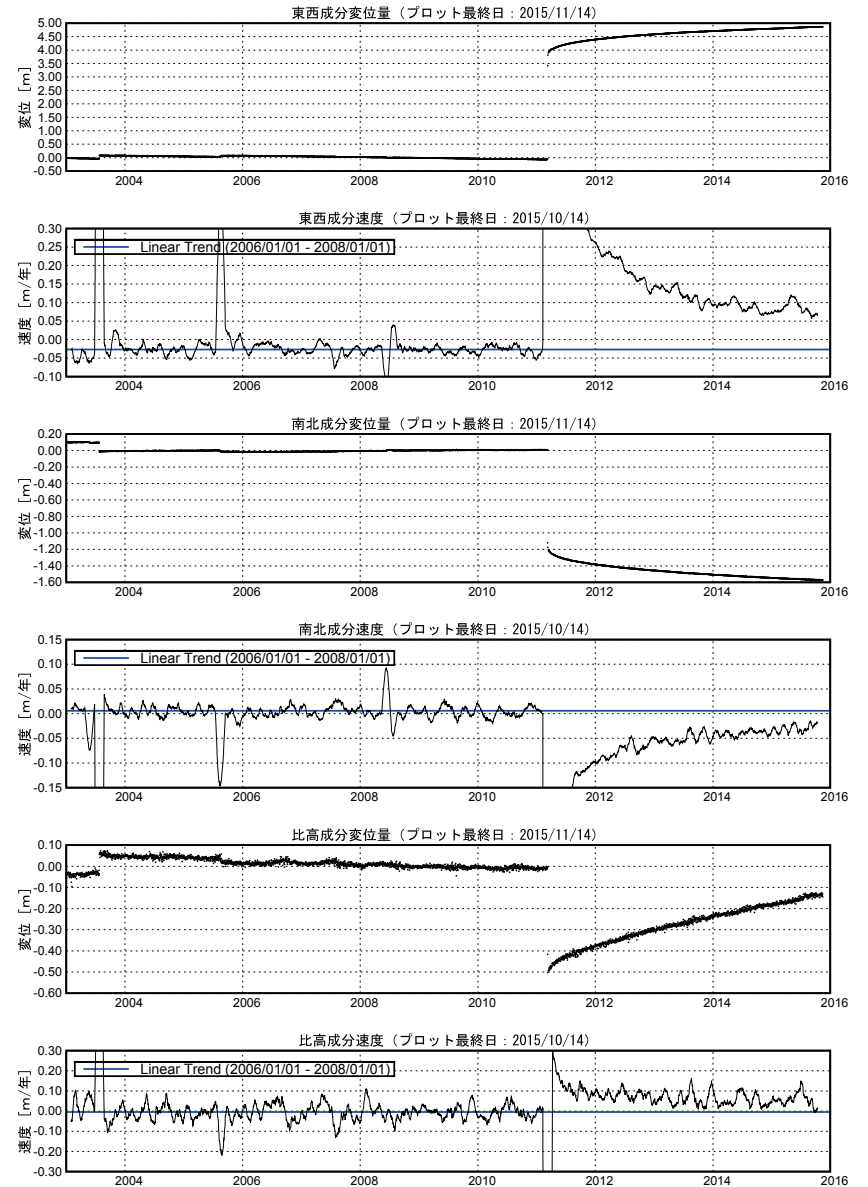 東西成分変位量（プロット最終日：2015/11/14）
変位 [m]
5.00
4.50
4.00
3.50
3.00
2.50
2.00
1.50
1.00
0.50
0.00
-0.50
2004 2006 2008 2010 2012 2014 2016
東西成分速度（プロット最終日：2015/10/14）
速度 [m/年]
0.30
0.25
0.20
0.15
0.10
0.05
0.00
-0.05
-0.10
Linear Trend (2006/01/01 - 2008/01/01)
2004 2006 2008 2010 2012 2014 2016
南北成分変位量（プロット最終日：2015/11/14）
変位 [m]
0.20
0.00
-0.20
-0.40
-0.60
-0.80
-1.00
-1.20
-1.40
-1.60
2004 2006 2008 2010 2012 2014 2016
南北成分速度（プロット最終日：2015/10/14）
速度 [m/年]
0.15
0.10
0.05
0.00
-0.05
-0.10
-0.15
Linear Trend (2006/01/01 - 2008/01/01)
2004 2006 2008 2010 2012 2014 2016
比高成分変位量（プロット最終日：2015/11/14）
変位 [m]
0.10
0.00
-0.10
-0.20
-0.30
-0.40
-0.50
-0.60
2004 2006 2008 2010 2012 2014 2016
比高成分速度（プロット最終日：2015/10/14）
速度 [m/年]
0.30
0.20
0.10
0.00
-0.10
-0.20
-0.30
Linear Trend (2006/01/01 - 2008/01/01)
2004 2006 2008 2010 2012 2014 2016